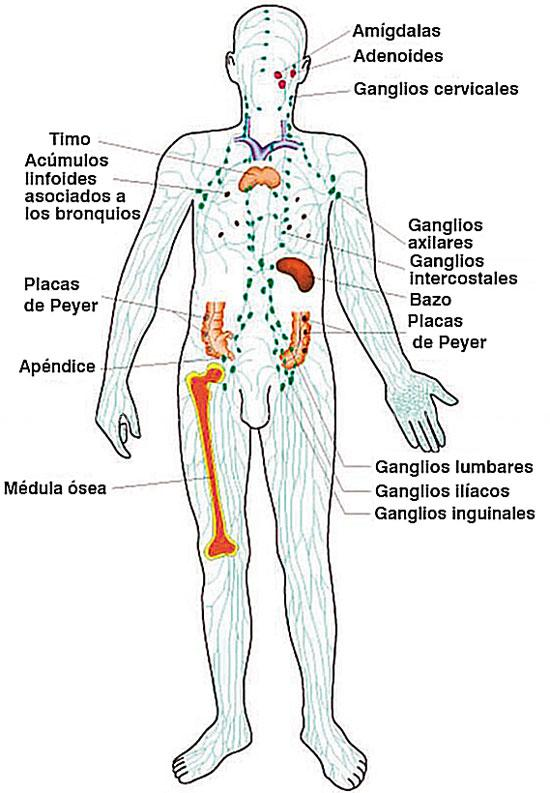 Amígdalas
Adenoides
Ganglios cervicales
Timo
Acúmulos
linfoides
asociados a
los bronquios
Ganglios
axilares
Ganglios
intercostales
Bazo
Placas
de Peyer
Placas
de Peyer
Apéndice
Ganglios lumbares
Ganglios ilíacos
Ganglios inguinales
Médula ósea